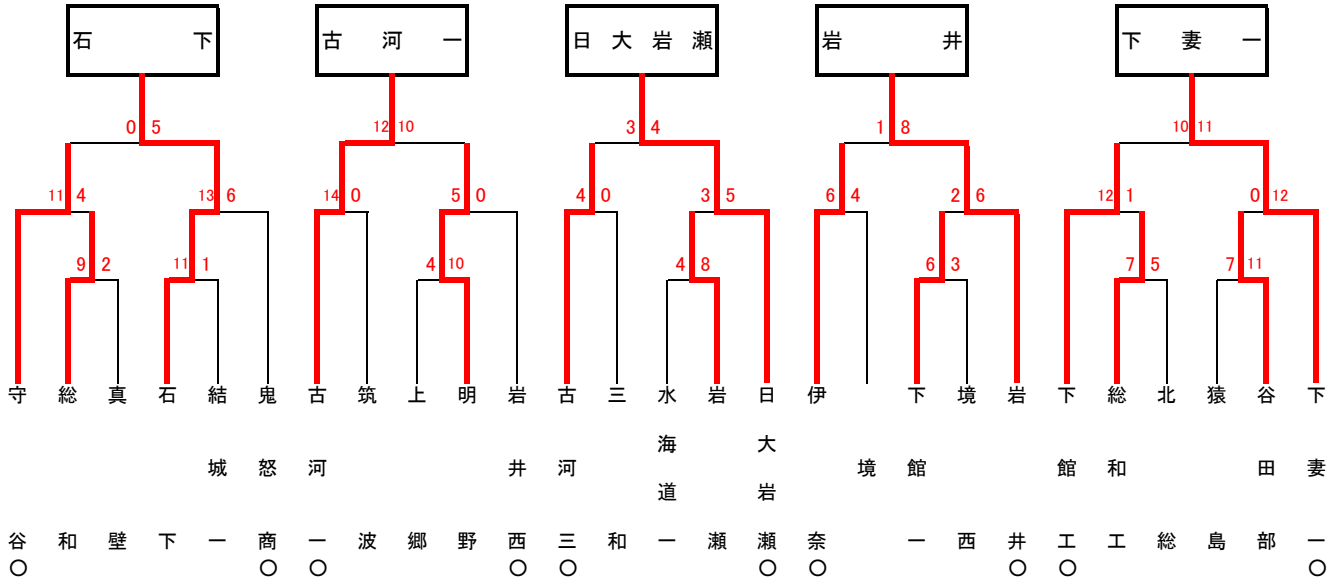 石下
古河一
日大岩瀬
岩井
下妻一
0 5
12 10
3 4
1 8
10 11
11 4
13 6
14 0
5 0
4 0
3 5
6 4
2 6
12 1
0 12
9 2
11 1
4 10
4 8
6 3
7 5
7 11
守谷
総和
真壁
石下
結城一
鬼怒商
古河一
筑波
上郷
明野
岩井西
古河三
三和
水海道一
岩瀬
日大岩瀬
伊奈
境
下館一
境西
岩井
下館工
総和工
北総
猿島
谷田部
下妻一
○ ○ ○ ○ ○ ○ ○ ○ ○ ○